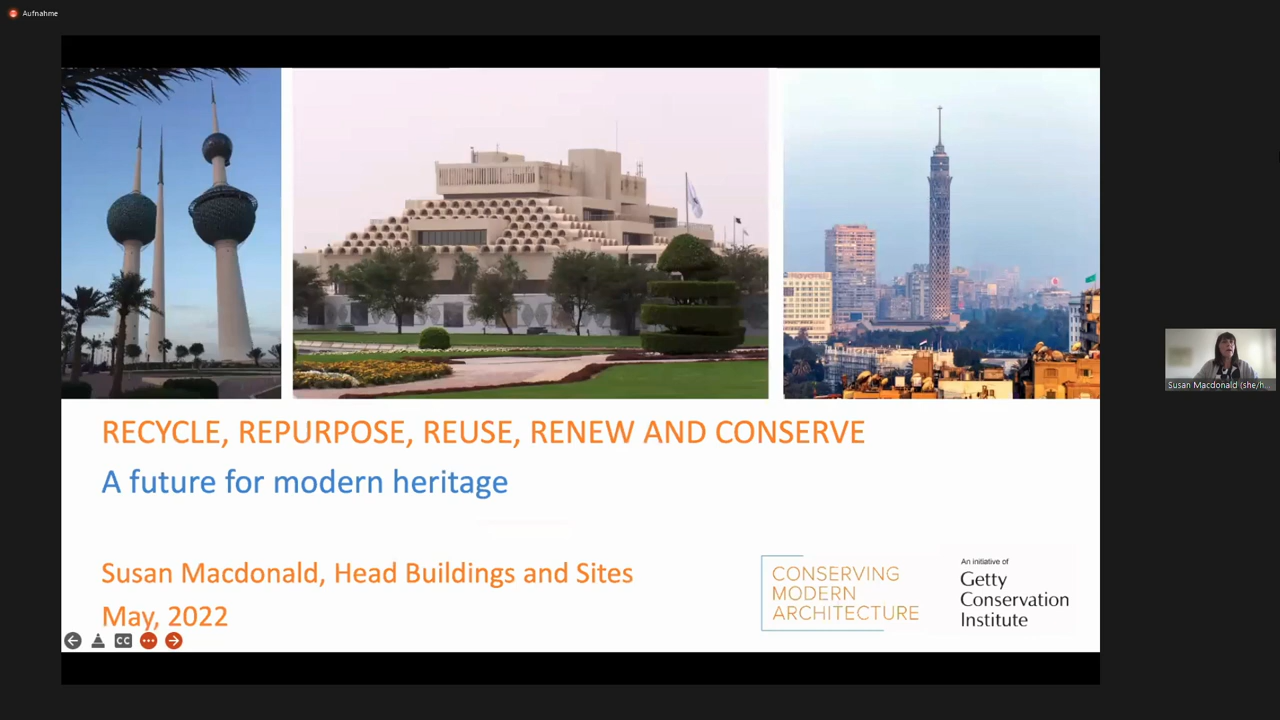 Aufnahme
RECYCLE, REPURPOSE, REUSE, RENEW AND CONSERVE
A future for modern heritage
Susan Macdonald, Head Buildings and Sites
May, 2022
CC
CONSERVING
MODERN
ARCHITECTURE
An initiative of
Getty
Conservation
Institute
Susan Macdonald (she/h...